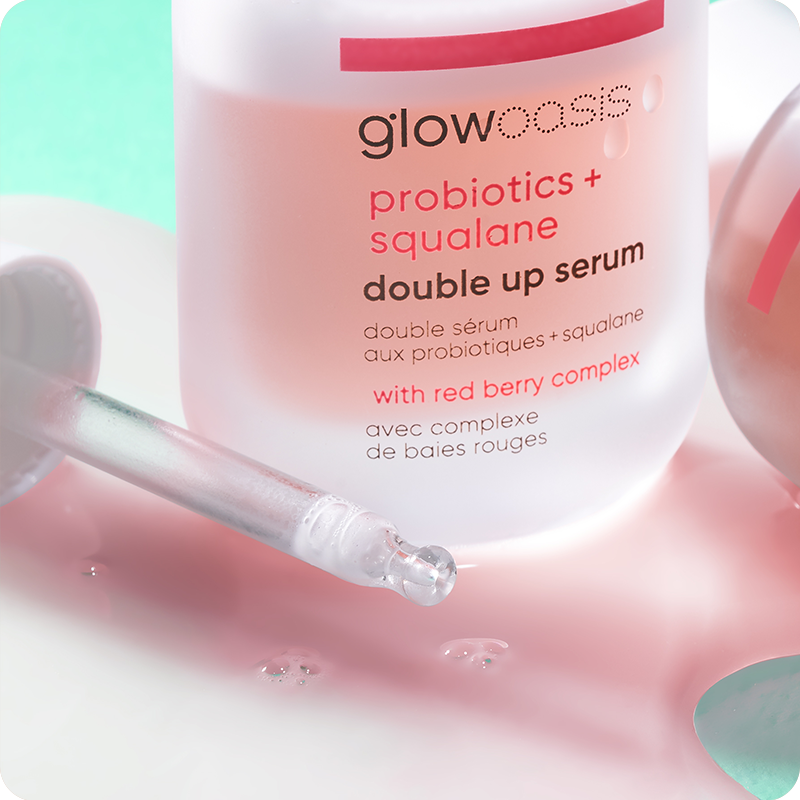 glowoasis
probiotics +
squalane
double up serum
double sérum
aux probiotiques + squalane
with red berry complex
avec complexe
de baies rouges